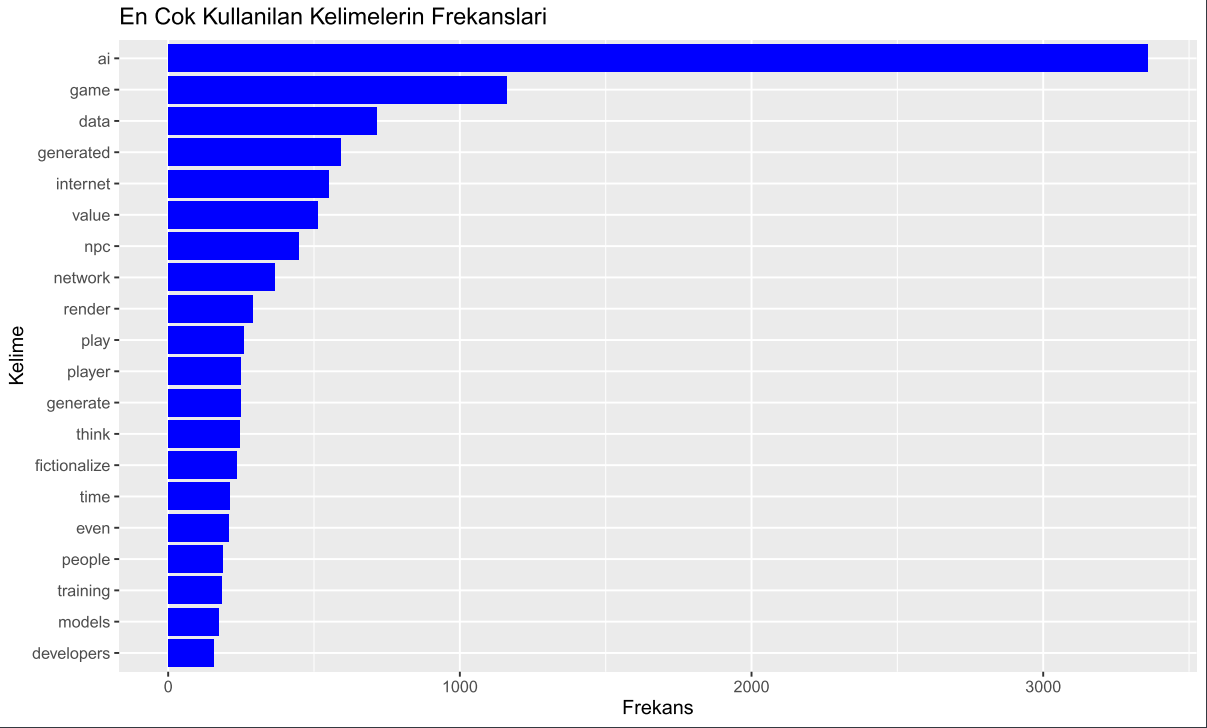 En Cok Kullanilan Kelimelerin Frekanslari
Kelime
ai
game
data
generated
internet
value
npc
network
render
play
player
generate
think
fictionalize
time
even
people
training
models
developers
0 1000 2000 3000
Frekans